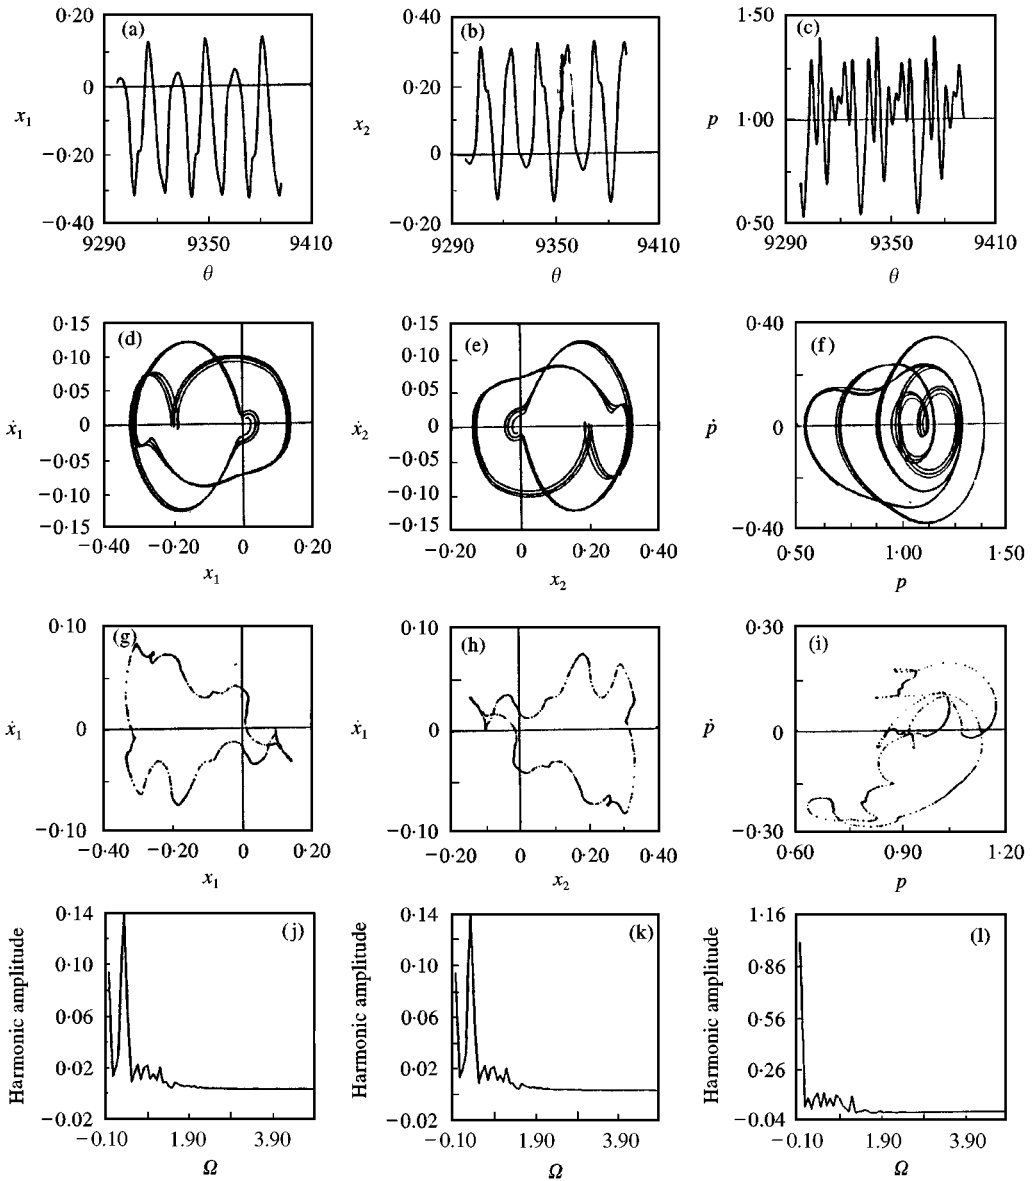 0·20
0
−0·20
−0·40
x1
(a)
9290
9350
9410
θ
0·40
0·20
0
−0·20
x2
(b)
9290
9350
9410
θ
1·50
1·00
0·50
p
(c)
9290
9350
9410
θ
0·15
0·10
0·05
0
−0·05
−0·10
−0·15
ẋ1
(d)
−0·40
−0·20
0
0·20
x1
0·15
0·10
0·05
0
−0·05
−0·10
−0·15
ẋ2
(e)
−0·20
0
0·20
0·40
x2
0·40
0
−0·40
ṗ
(f)
0·50
1·00
1·50
p
0·10
0
−0·10
ẋ1
(g)
−0·40
−0·20
0
0·20
x1
0·10
0
−0·10
ẋ1
(h)
−0·20
0
0·20
0·40
x2
0·30
0
−0·30
ṗ
(i)
0·60
0·90
1·20
p
0·14
0·10
0·06
0·02
−0·02
Harmonic amplitude
(j)
−0.10
1.90
3.90
Ω
0·14
0·10
0·06
0·02
−0·02
Harmonic amplitude
(k)
−0.10
1.90
3.90
Ω
1·16
0·86
0·56
0·26
−0·04
Harmonic amplitude
(l)
−0.10
1.90
3.90
Ω